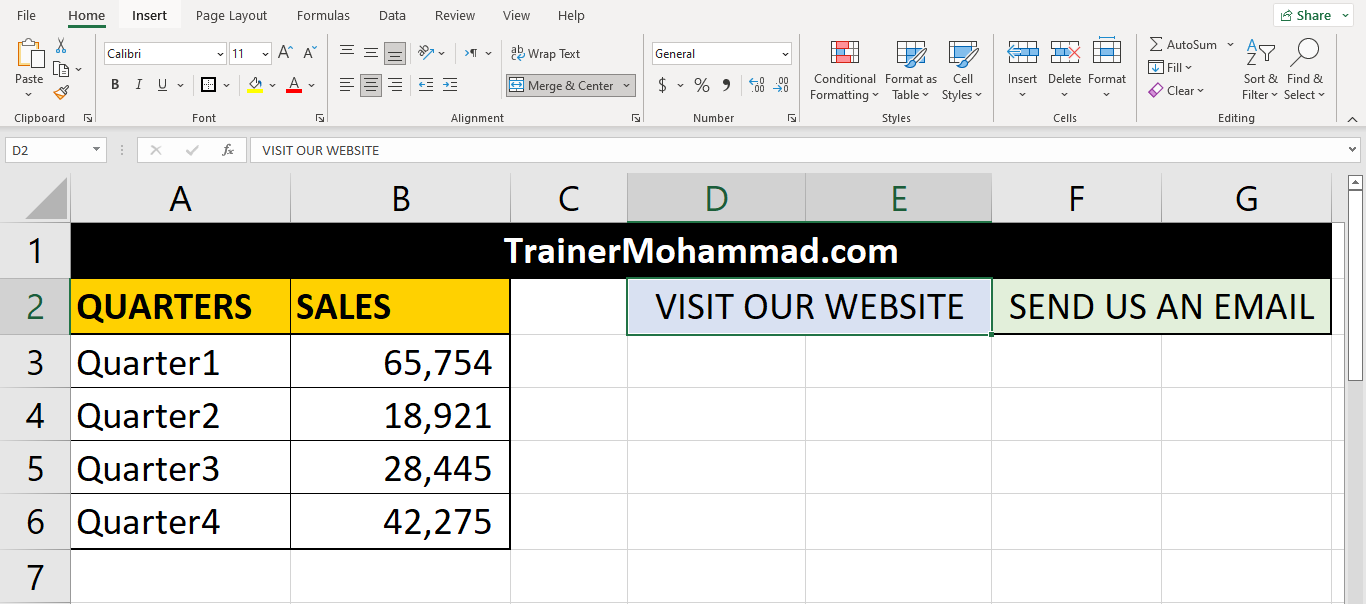 File Home Insert Page Layout Formulas Data Review View Help Share
Calibri 11 A^ A˅ ab Wrap Text General AutoSum
Paste B I U A Merge & Center $ % 9 Conditional Formatting Format as Table Cell Styles Insert Delete Format Fill Clear Sort & Filter Find & Select
Clipboard Font Alignment Number Styles Cells Editing
D2 fx VISIT OUR WEBSITE
A B C D E F G
1 TrainerMohammad.com
2 QUARTERS SALES VISIT OUR WEBSITE SEND US AN EMAIL
3 Quarter1 65,754
4 Quarter2 18,921
5 Quarter3 28,445
6 Quarter4 42,275
7